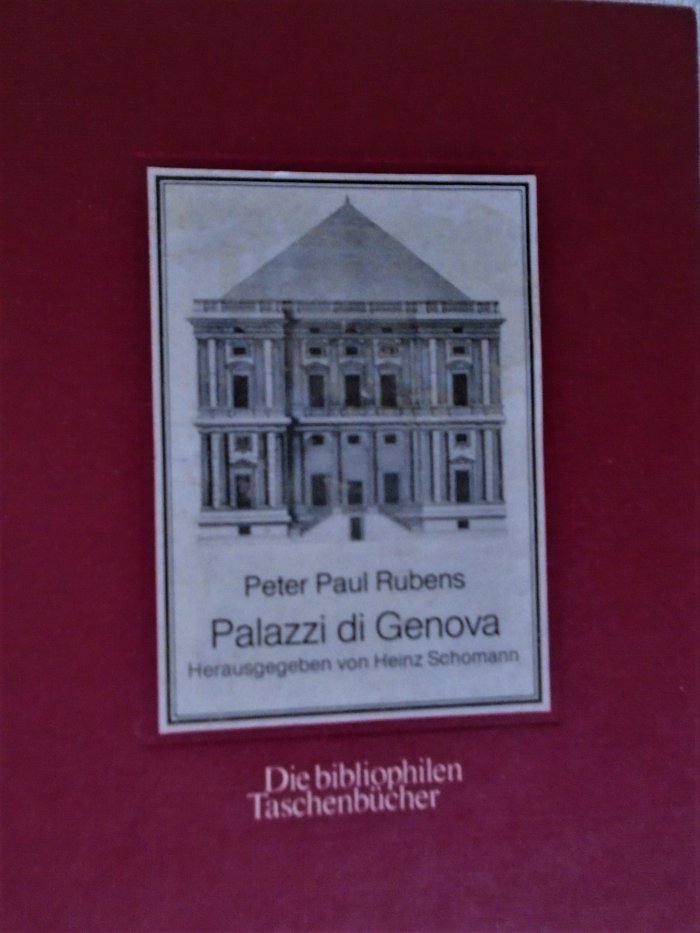 Peter Paul Rubens
Palazzi di Genova
Herausgegeben von Heinz Schomann
Die bibliophilen
Taschenbücher